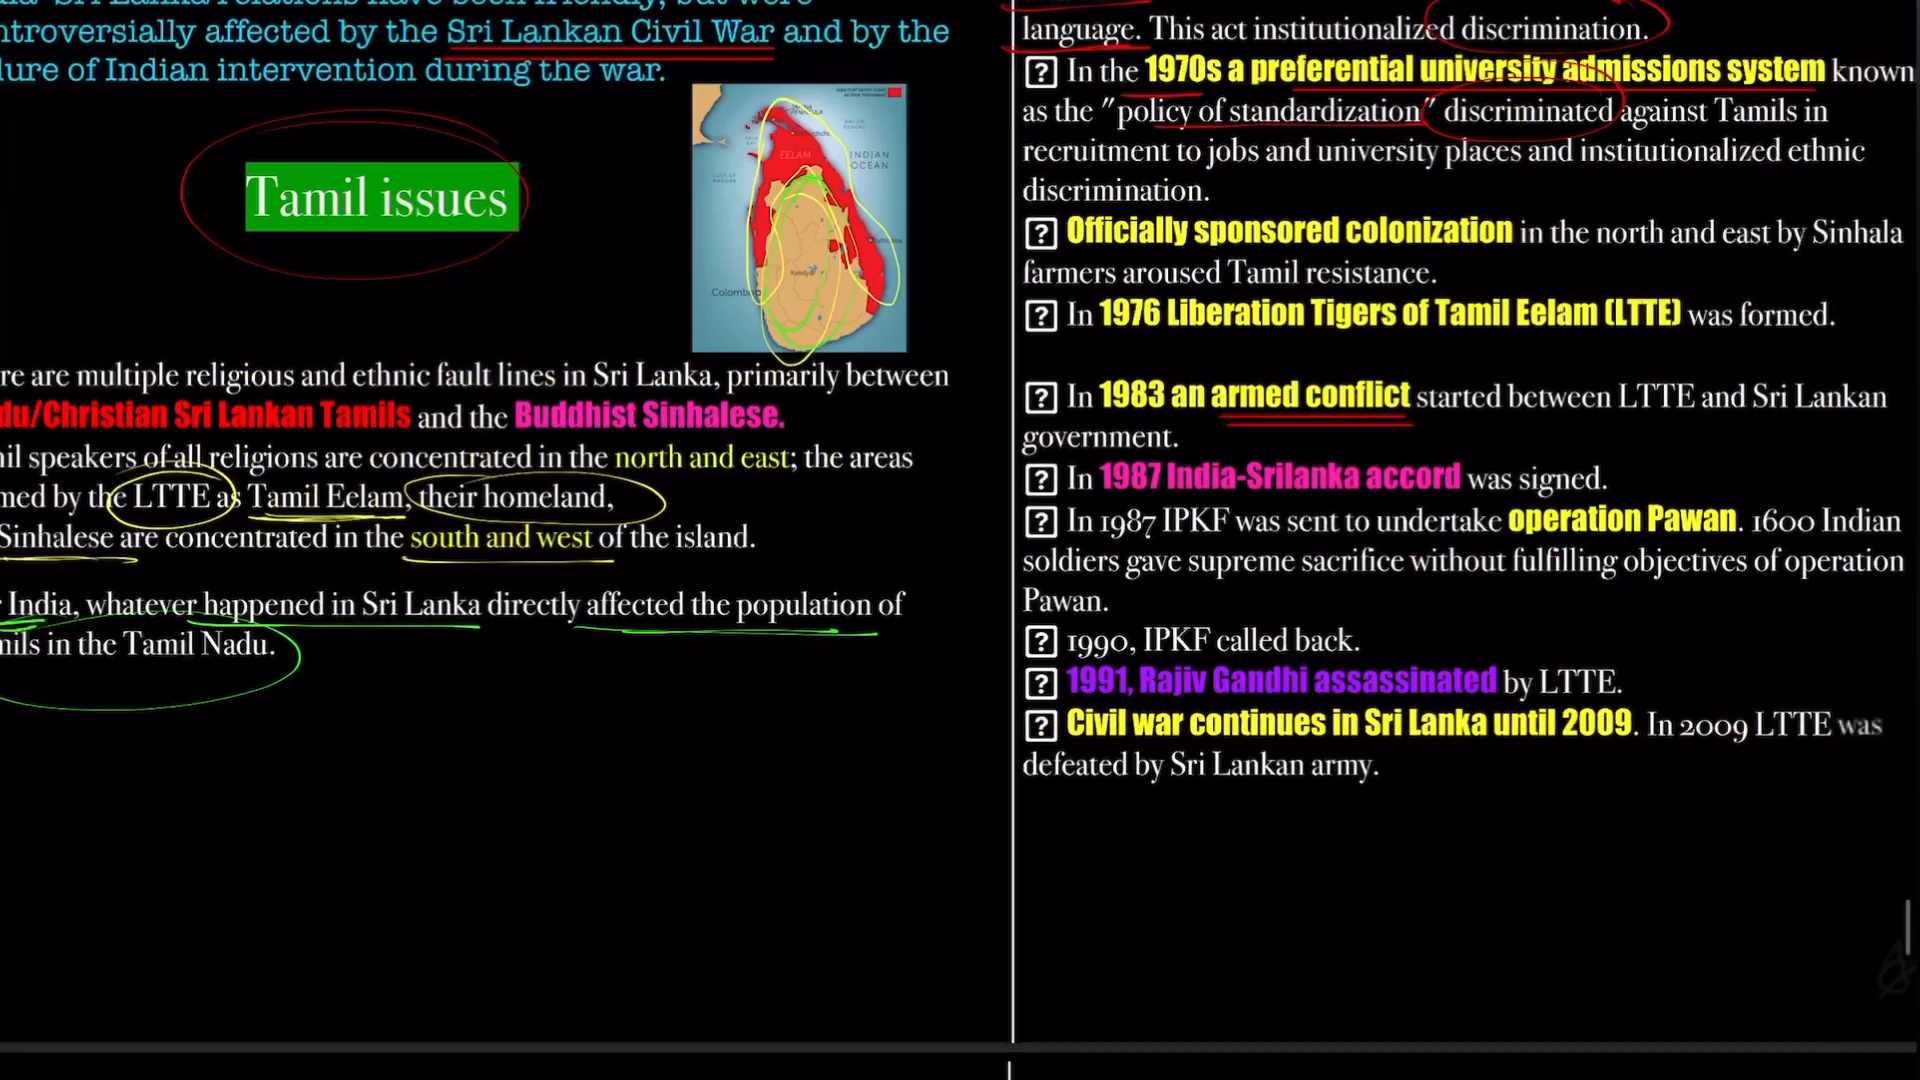 ntroversially affected by the Sri Lankan Civil War and by the
lure of Indian intervention during the war.
Tamil issues
EELAM
INDIAN
OCEAN
Kandy
Colombo
re are multiple religious and ethnic fault lines in Sri Lanka, primarily between
du/Christian Sri Lankan Tamils and the Buddhist Sinhalese.
nil speakers of all religions are concentrated in the north and east; the areas
med by the LTTE as Tamil Eelam, their homeland,
Sinhalese are concentrated in the south and west of the island.
India, whatever happened in Sri Lanka directly affected the population of
nils in the Tamil Nadu.
language. This act institutionalized discrimination.
In the 1970s a preferential university admissions system known
as the "policy of standardization" discriminated against Tamils in
recruitment to jobs and university places and institutionalized ethnic
discrimination.
Officially sponsored colonization in the north and east by Sinhala
farmers aroused Tamil resistance.
In 1976 Liberation Tigers of Tamil Eelam (LTTE) was formed.
In 1983 an armed conflict started between LTTE and Sri Lankan
government.
In 1987 India-Srilanka accord was signed.
In 1987 IPKF was sent to undertake operation Pawan. 1600 Indian
soldiers gave supreme sacrifice without fulfilling objectives of operation
Pawan.
1990, IPKF called back.
1991, Rajiv Gandhi assassinated by LTTE.
Civil war continues in Sri Lanka until 2009. In 2009 LTTE was
defeated by Sri Lankan army.